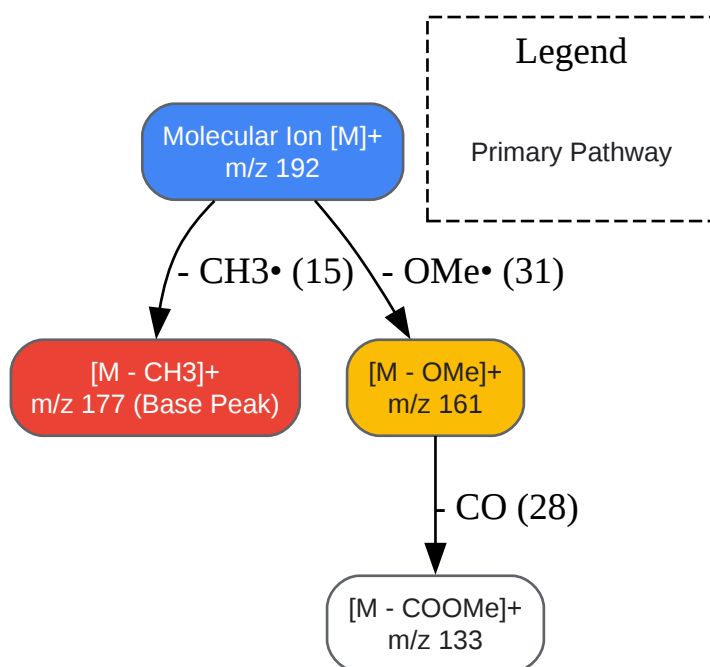 Legend
Primary Pathway
Molecular Ion [M]+
m/z 192
- CH3• (15)
- OMe• (31)
[M - CH3]+
m/z 177 (Base Peak)
[M - OMe]+
m/z 161
- CO (28)
[M - COOMe]+
m/z 133